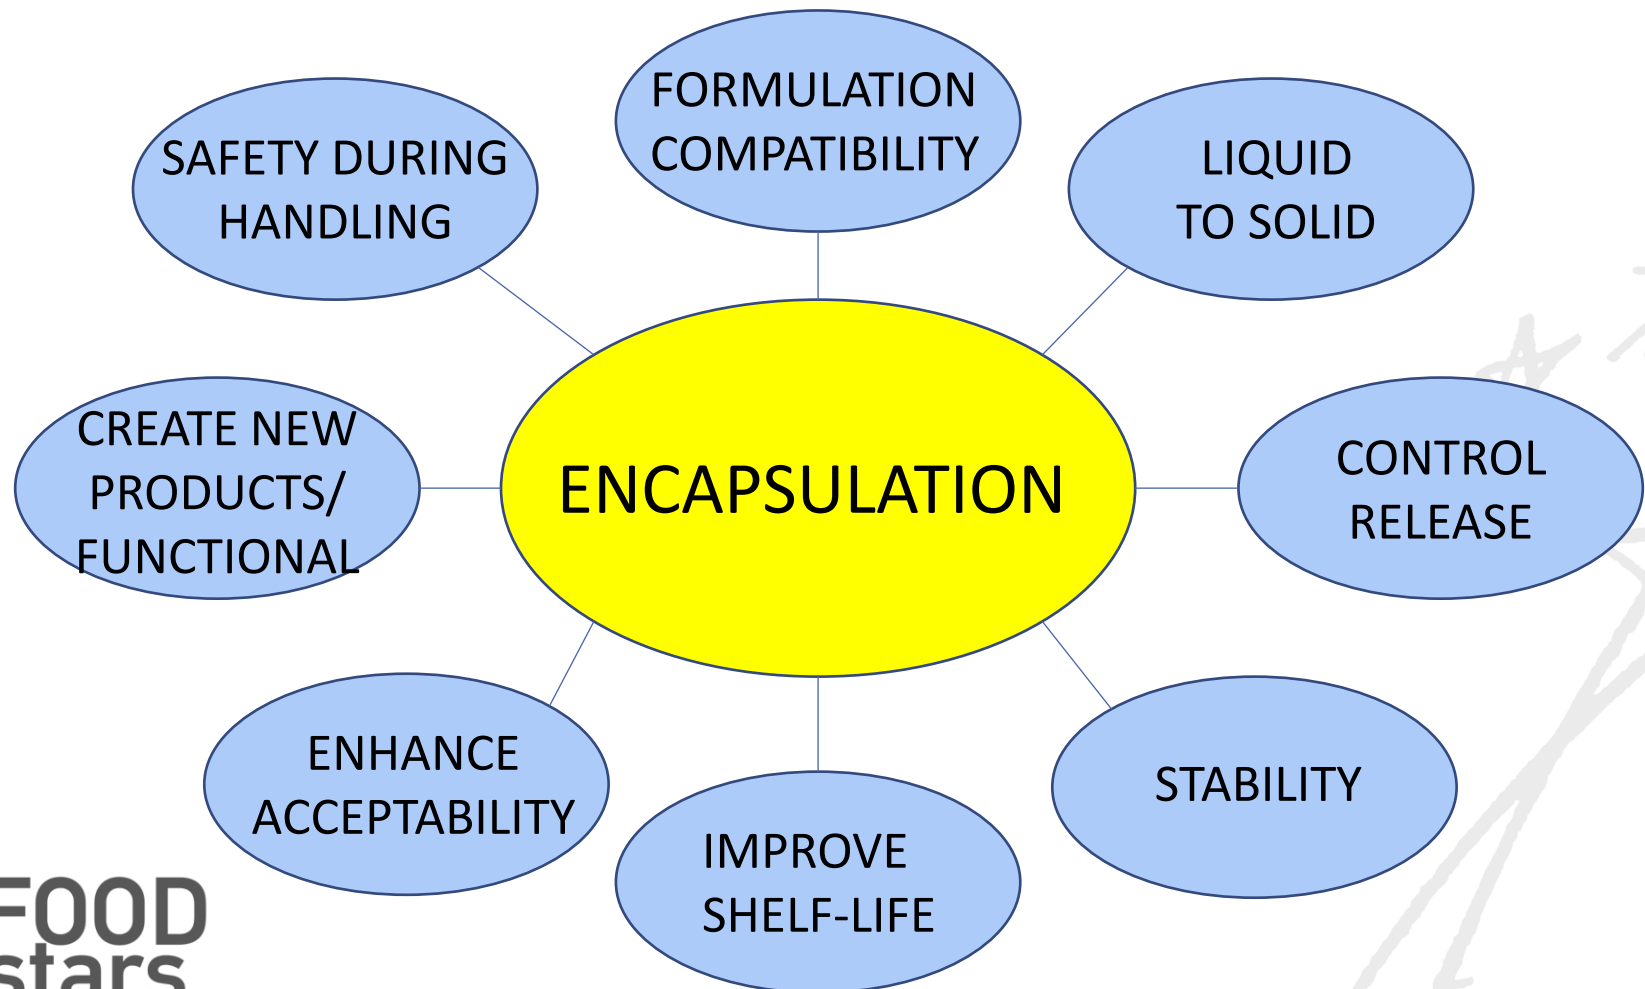 FORMULATION
COMPATIBILITY
SAFETY DURING
HANDLING
LIQUID
TO SOLID
CREATE NEW
PRODUCTS/
FUNCTIONAL
ENCAPSULATION
CONTROL
RELEASE
ENHANCE
ACCEPTABILITY
STABILITY
IMPROVE
SHELF-LIFE
FOOD
stars